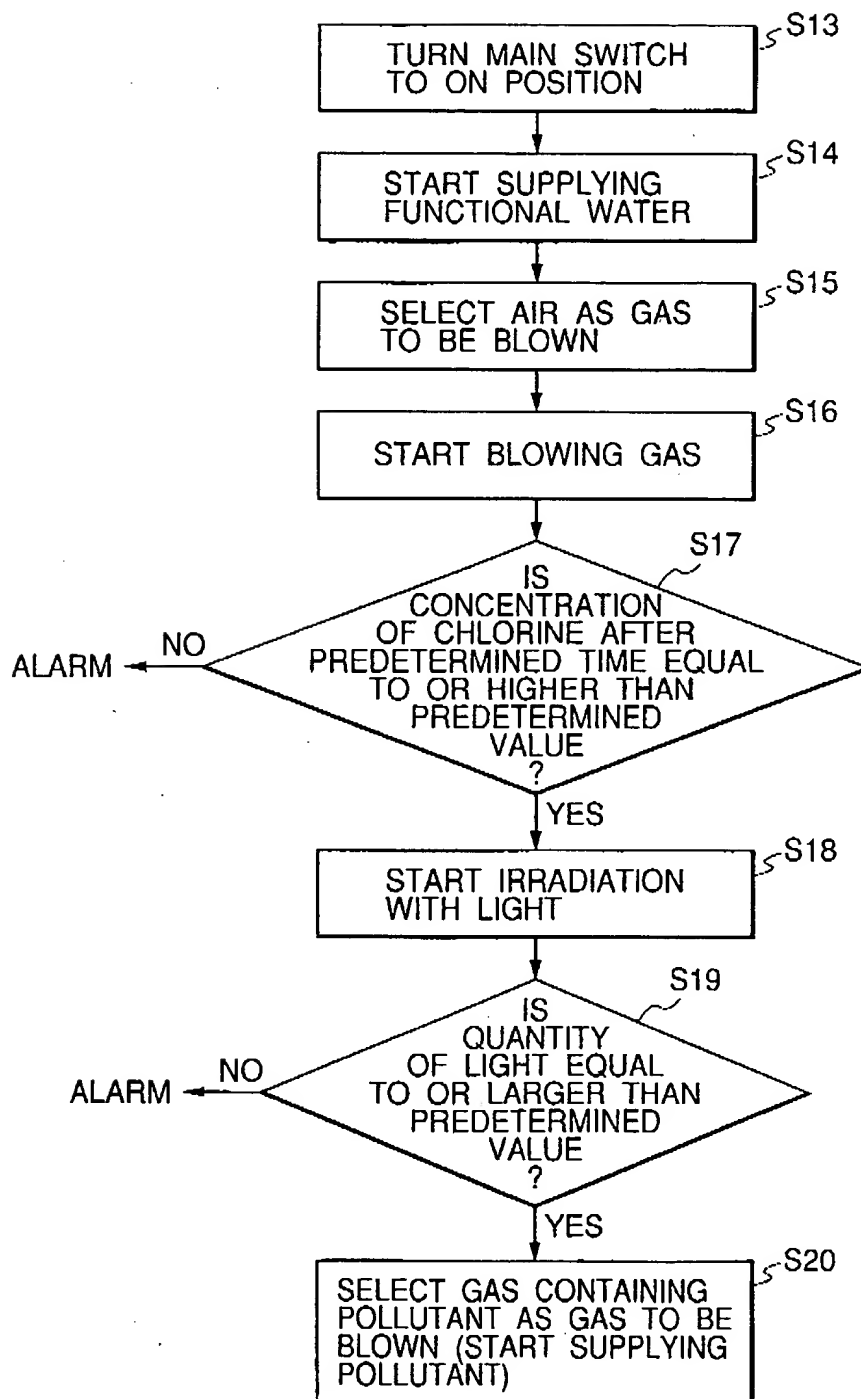 S13
TURN MAIN SWITCH
TO ON POSITION
S14
START SUPPLYING
FUNCTIONAL WATER
S15
SELECT AIR AS GAS
TO BE BLOWN
S16
START BLOWING GAS
S17
IS
CONCENTRATION
OF CHLORINE AFTER
PREDETERMINED TIME EQUAL
TO OR HIGHER THAN
PREDETERMINED
VALUE
?
NO
ALARM
YES
S18
START IRRADIATION
WITH LIGHT
S19
IS
QUANTITY
OF LIGHT EQUAL
TO OR LARGER THAN
PREDETERMINED
VALUE
?
NO
ALARM
YES
S20
SELECT GAS CONTAINING
POLLUTANT AS GAS TO BE
BLOWN (START SUPPLYING
POLLUTANT)